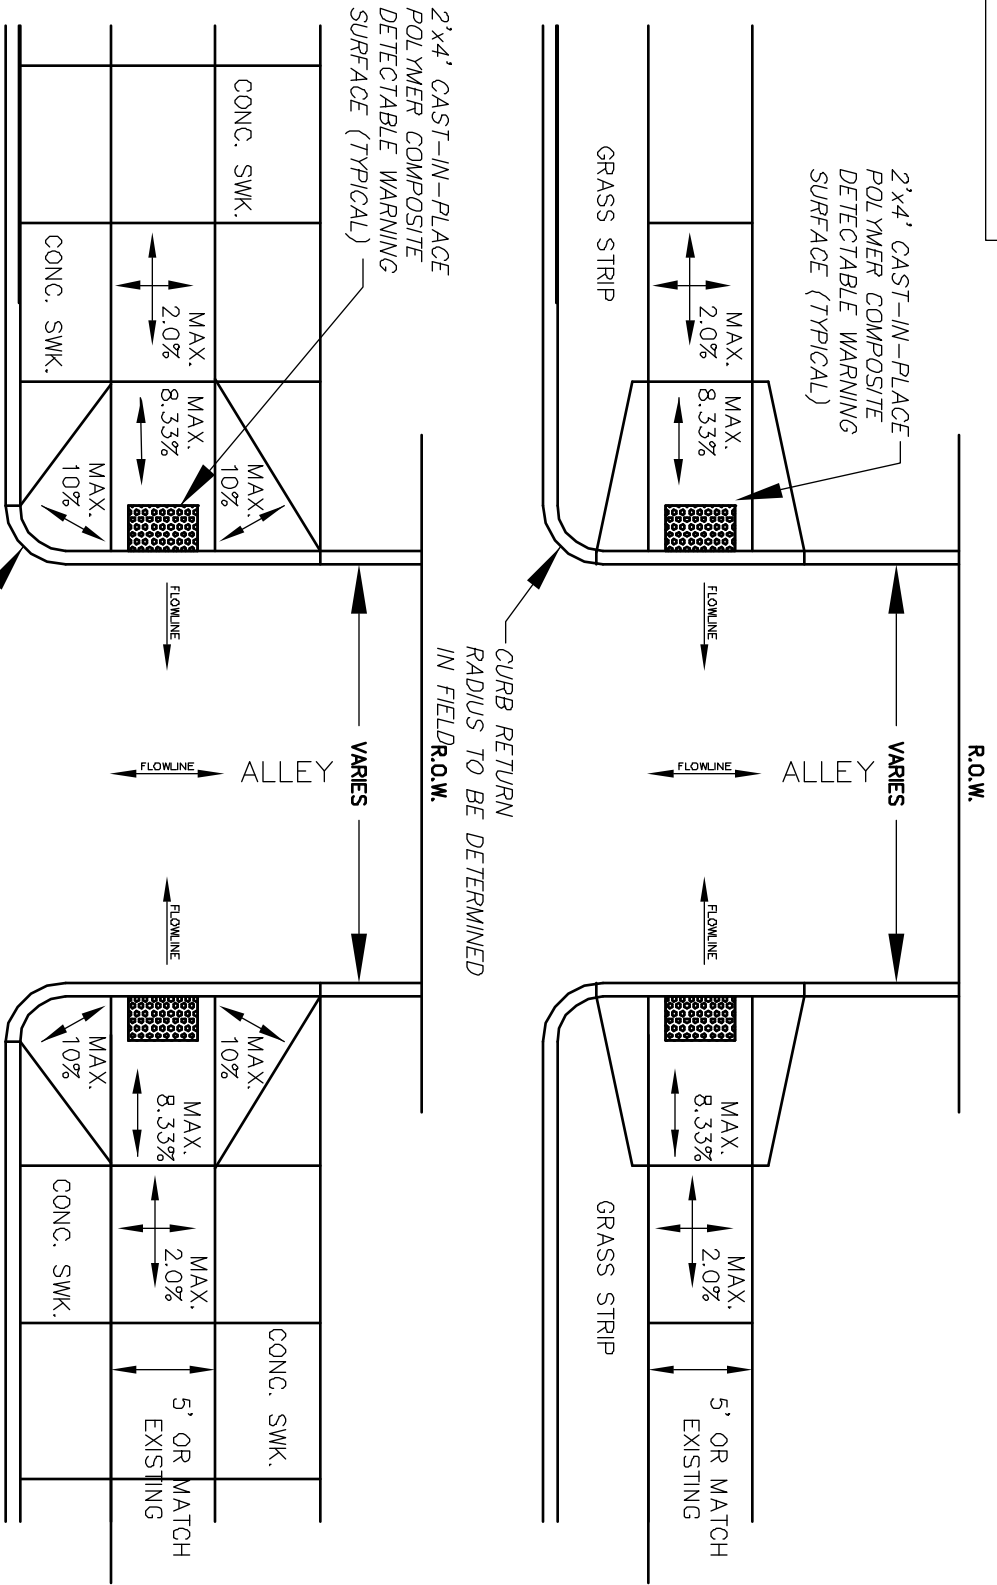 R.O.W.
2'x4' CAST-IN-PLACE
POLYMER COMPOSITE
DETECTABLE WARNING
SURFACE (TYPICAL)
VARIES
ALLEY
MAX.
2.0%
MAX.
8.33%
FLOWLINE
FLOWLINE
FLOWLINE
MAX.
8.33%
MAX.
2.0%
5' OR MATCH
EXISTING
GRASS STRIP
GRASS STRIP
CURB RETURN
RADIUS TO BE DETERMINED
IN FIELD
R.O.W.
2'x4' CAST-IN-PLACE
POLYMER COMPOSITE
DETECTABLE WARNING
SURFACE (TYPICAL)
VARIES
ALLEY
CONC. SWK.
MAX.
10%
MAX.
10%
CONC. SWK.
MAX.
2.0%
MAX.
8.33%
FLOWLINE
FLOWLINE
FLOWLINE
MAX.
8.33%
MAX.
2.0%
5' OR MATCH
EXISTING
CONC. SWK.
MAX.
10%
MAX.
10%
CONC. SWK.